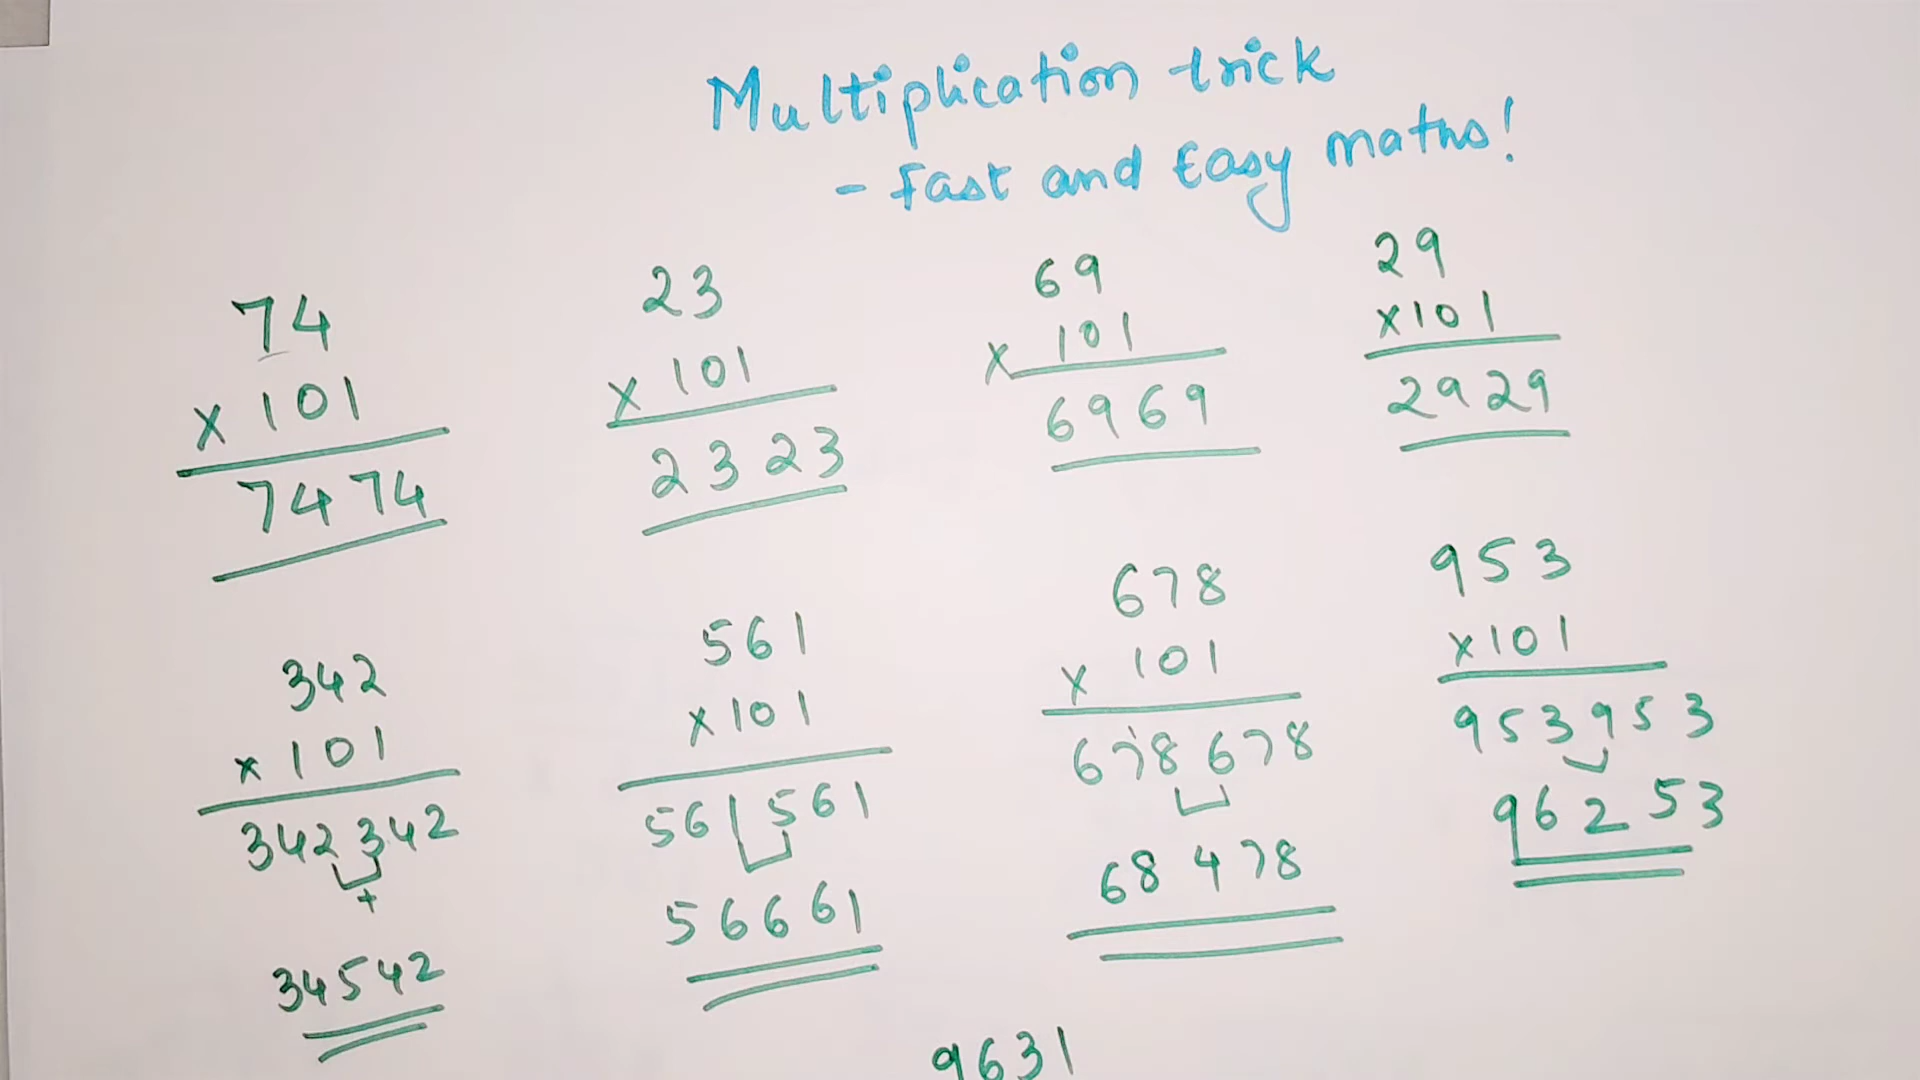 Multiplication trick
- Fast and Easy maths!
74
x 101
7474
23
x 101
2323
69
x 101
6969
29
x101
2929
342
x 101
342342
+
34542
561
x101
561561
56661
678
x 101
678678
68478
953
x101
953953
96253
9631